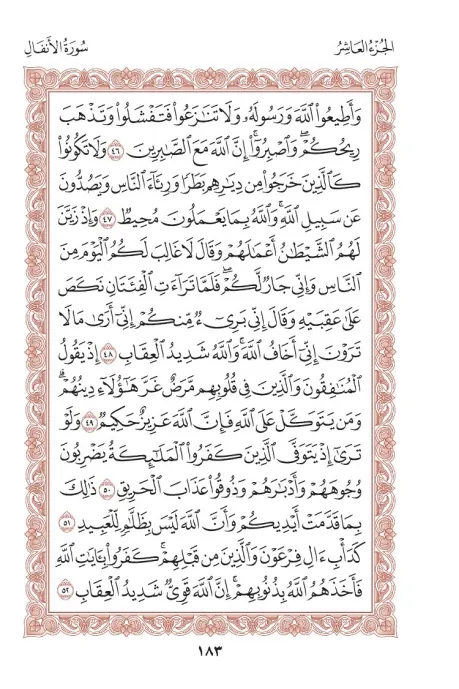 الجُزْءُ العَاشِرُ
سُورَةُ الأَنفَالِ
وَأَطِيعُوا۟ ٱللَّهَ وَرَسُولَهُۥ وَلَا تَنَٰزَعُوا۟ فَتَفْشَلُوا۟ وَتَذْهَبَ
رِيحُكُمْۖ وَٱصْبِرُوٓا۟ۚ إِنَّ ٱللَّهَ مَعَ ٱلصَّٰبِرِينَ ٤٦ وَلَا تَكُونُوا۟
كَٱلَّذِينَ خَرَجُوا۟ مِن دِيَٰرِهِم بَطَرًا وَرِئَآءَ ٱلنَّاسِ وَيَصُدُّونَ
عَن سَبِيلِ ٱللَّهِۚ وَٱللَّهُ بِمَا يَعْمَلُونَ مُحِيطٌ ٤٧ وَإِذْ زَيَّنَ
لَهُمُ ٱلشَّيْطَٰنُ أَعْمَٰلَهُمْ وَقَالَ لَا غَالِبَ لَكُمُ ٱلْيَوْمَ مِنَ
ٱلنَّاسِ وَإِنِّى جَارٌ لَّكُمْۖ فَلَمَّا تَرَآءَتِ ٱلْفِئَتَانِ نَكَصَ
عَلَىٰ عَقِبَيْهِ وَقَالَ إِنِّى بَرِىٓءٌ مِّنكُمْ إِنِّىٓ أَرَىٰ مَا لَا
تَرَوْنَ إِنِّىٓ أَخَافُ ٱللَّهَۚ وَٱللَّهُ شَدِيدُ ٱلْعِقَابِ ٤٨ إِذْ يَقُولُ
ٱلْمُنَٰفِقُونَ وَٱلَّذِينَ فِى قُلُوبِهِم مَّرَضٌ غَرَّ هَٰٓؤُلَآءِ دِينُهُمْۗ
وَمَن يَتَوَكَّلْ عَلَى ٱللَّهِ فَإِنَّ ٱللَّهَ عَزِيزٌ حَكِيمٌ ٤٩ وَلَوْ
تَرَىٰٓ إِذْ يَتَوَفَّى ٱلَّذِينَ كَفَرُوا۟ ٱلْمَلَٰٓئِكَةُ يَضْرِبُونَ
وُجُوهَهُمْ وَأَدْبَٰرَهُمْ وَذُوقُوا۟ عَذَابَ ٱلْحَرِيقِ ٥٠ ذَٰلِكَ
بِمَا قَدَّمَتْ أَيْدِيكُمْ وَأَنَّ ٱللَّهَ لَيْسَ بِظَلَّٰمٍ لِّلْعَبِيدِ ٥١
كَدَأْبِ ءَالِ فِرْعَوْنَ وَٱلَّذِينَ مِن قَبْلِهِمْۚ كَفَرُوا۟ بِـَٔايَٰتِ ٱللَّهِ
فَأَخَذَهُمُ ٱللَّهُ بِذُنُوبِهِمْۚ إِنَّ ٱللَّهَ قَوِىٌّ شَدِيدُ ٱلْعِقَابِ ٥٢
١٨٣